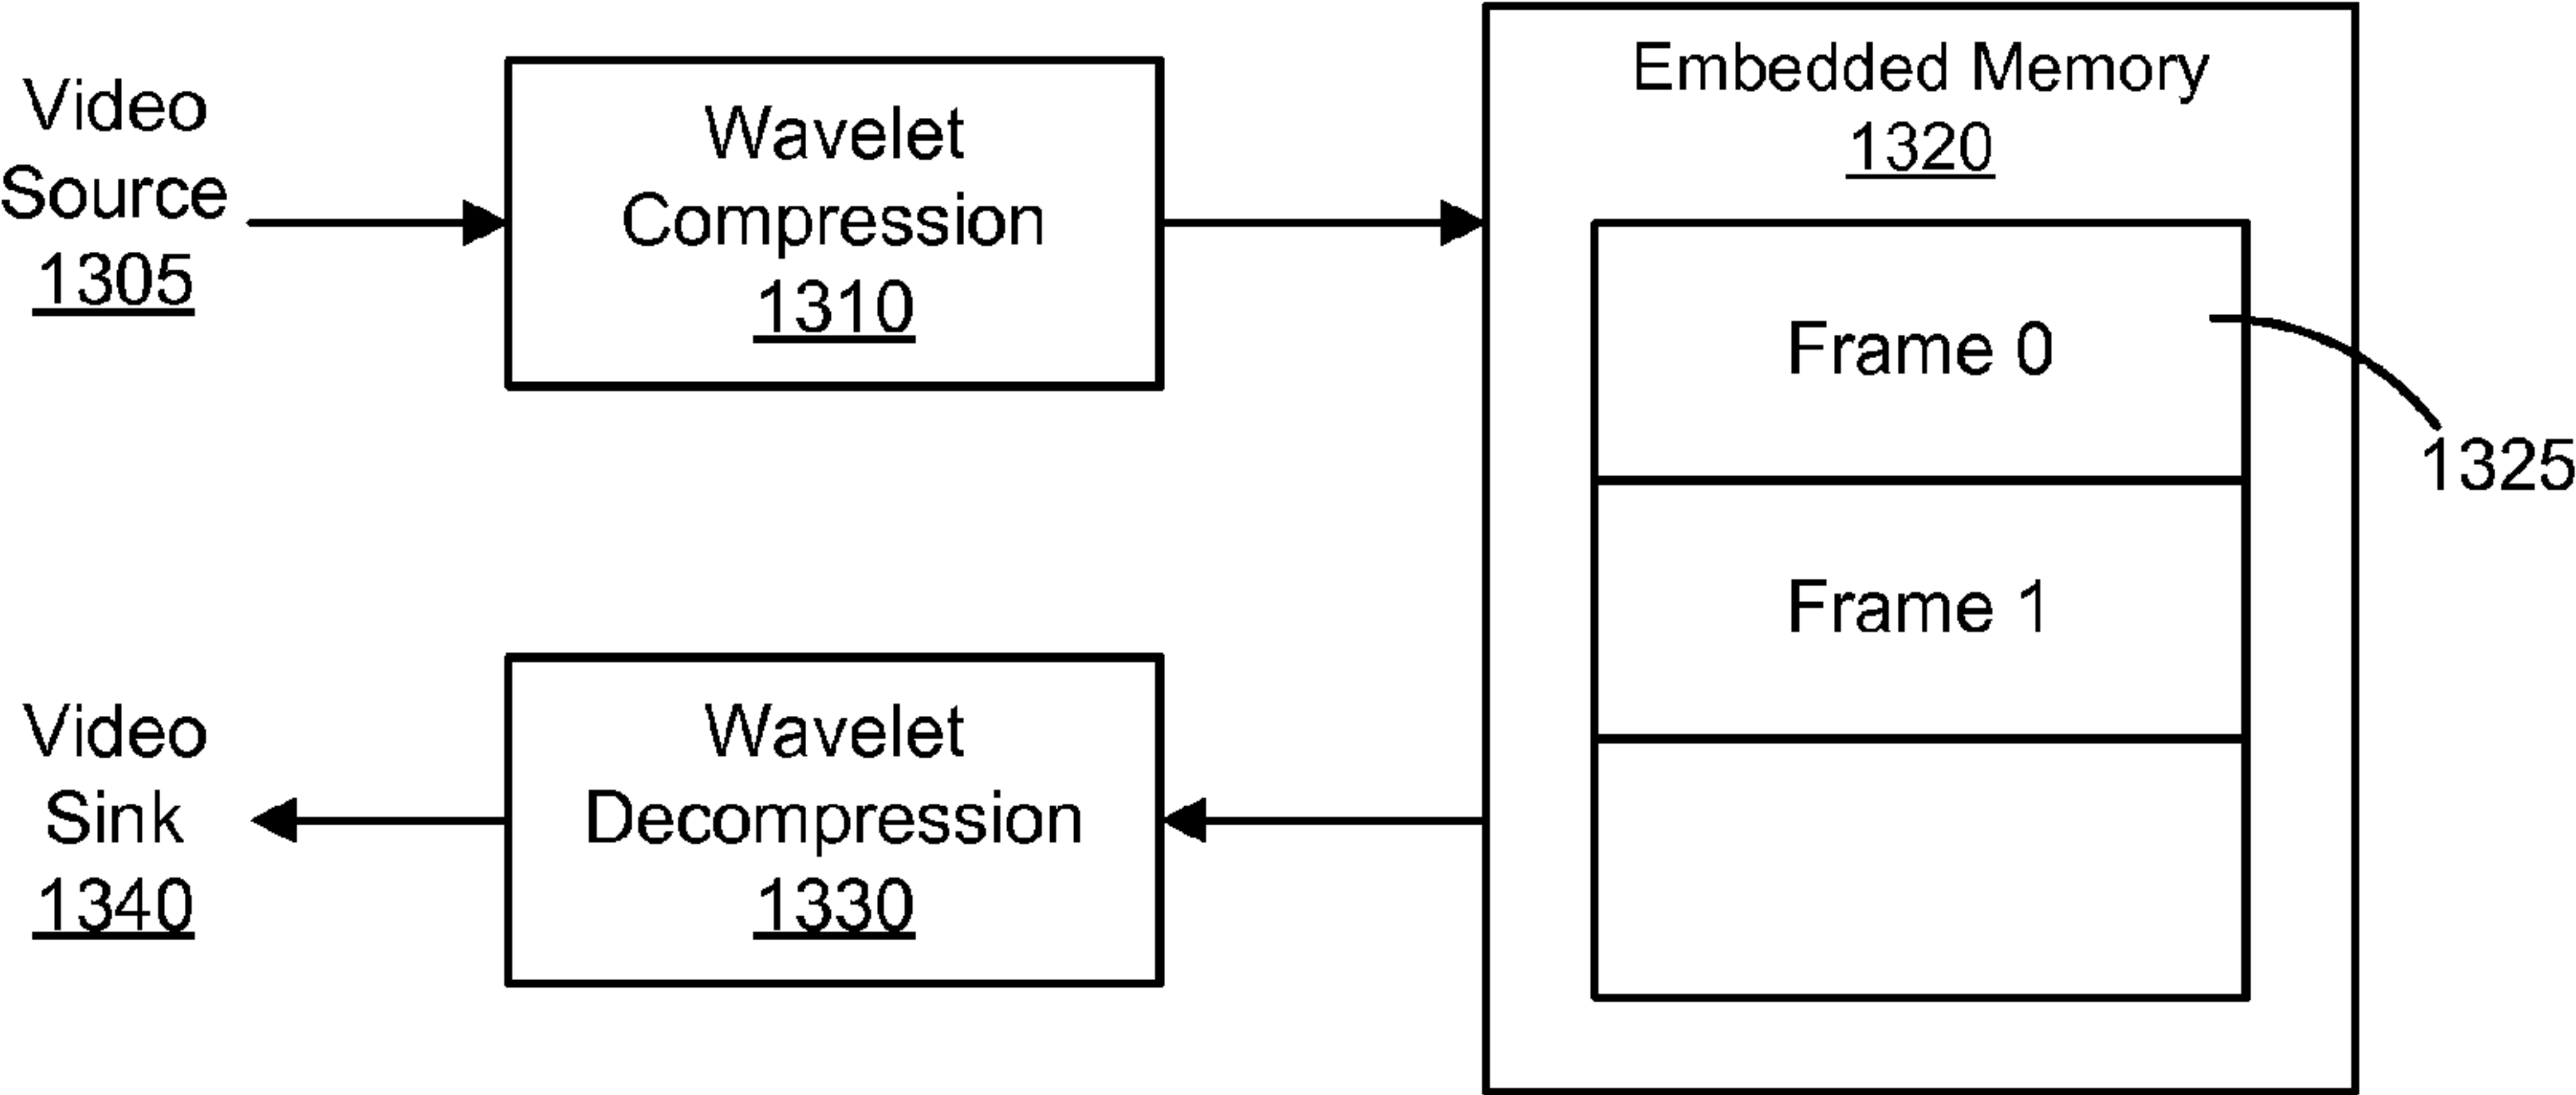 Video
Source
1305
Wavelet
Compression
1310
Embedded Memory
1320
Frame 0
1325
Frame 1
Video
Sink
1340
Wavelet
Decompression
1330